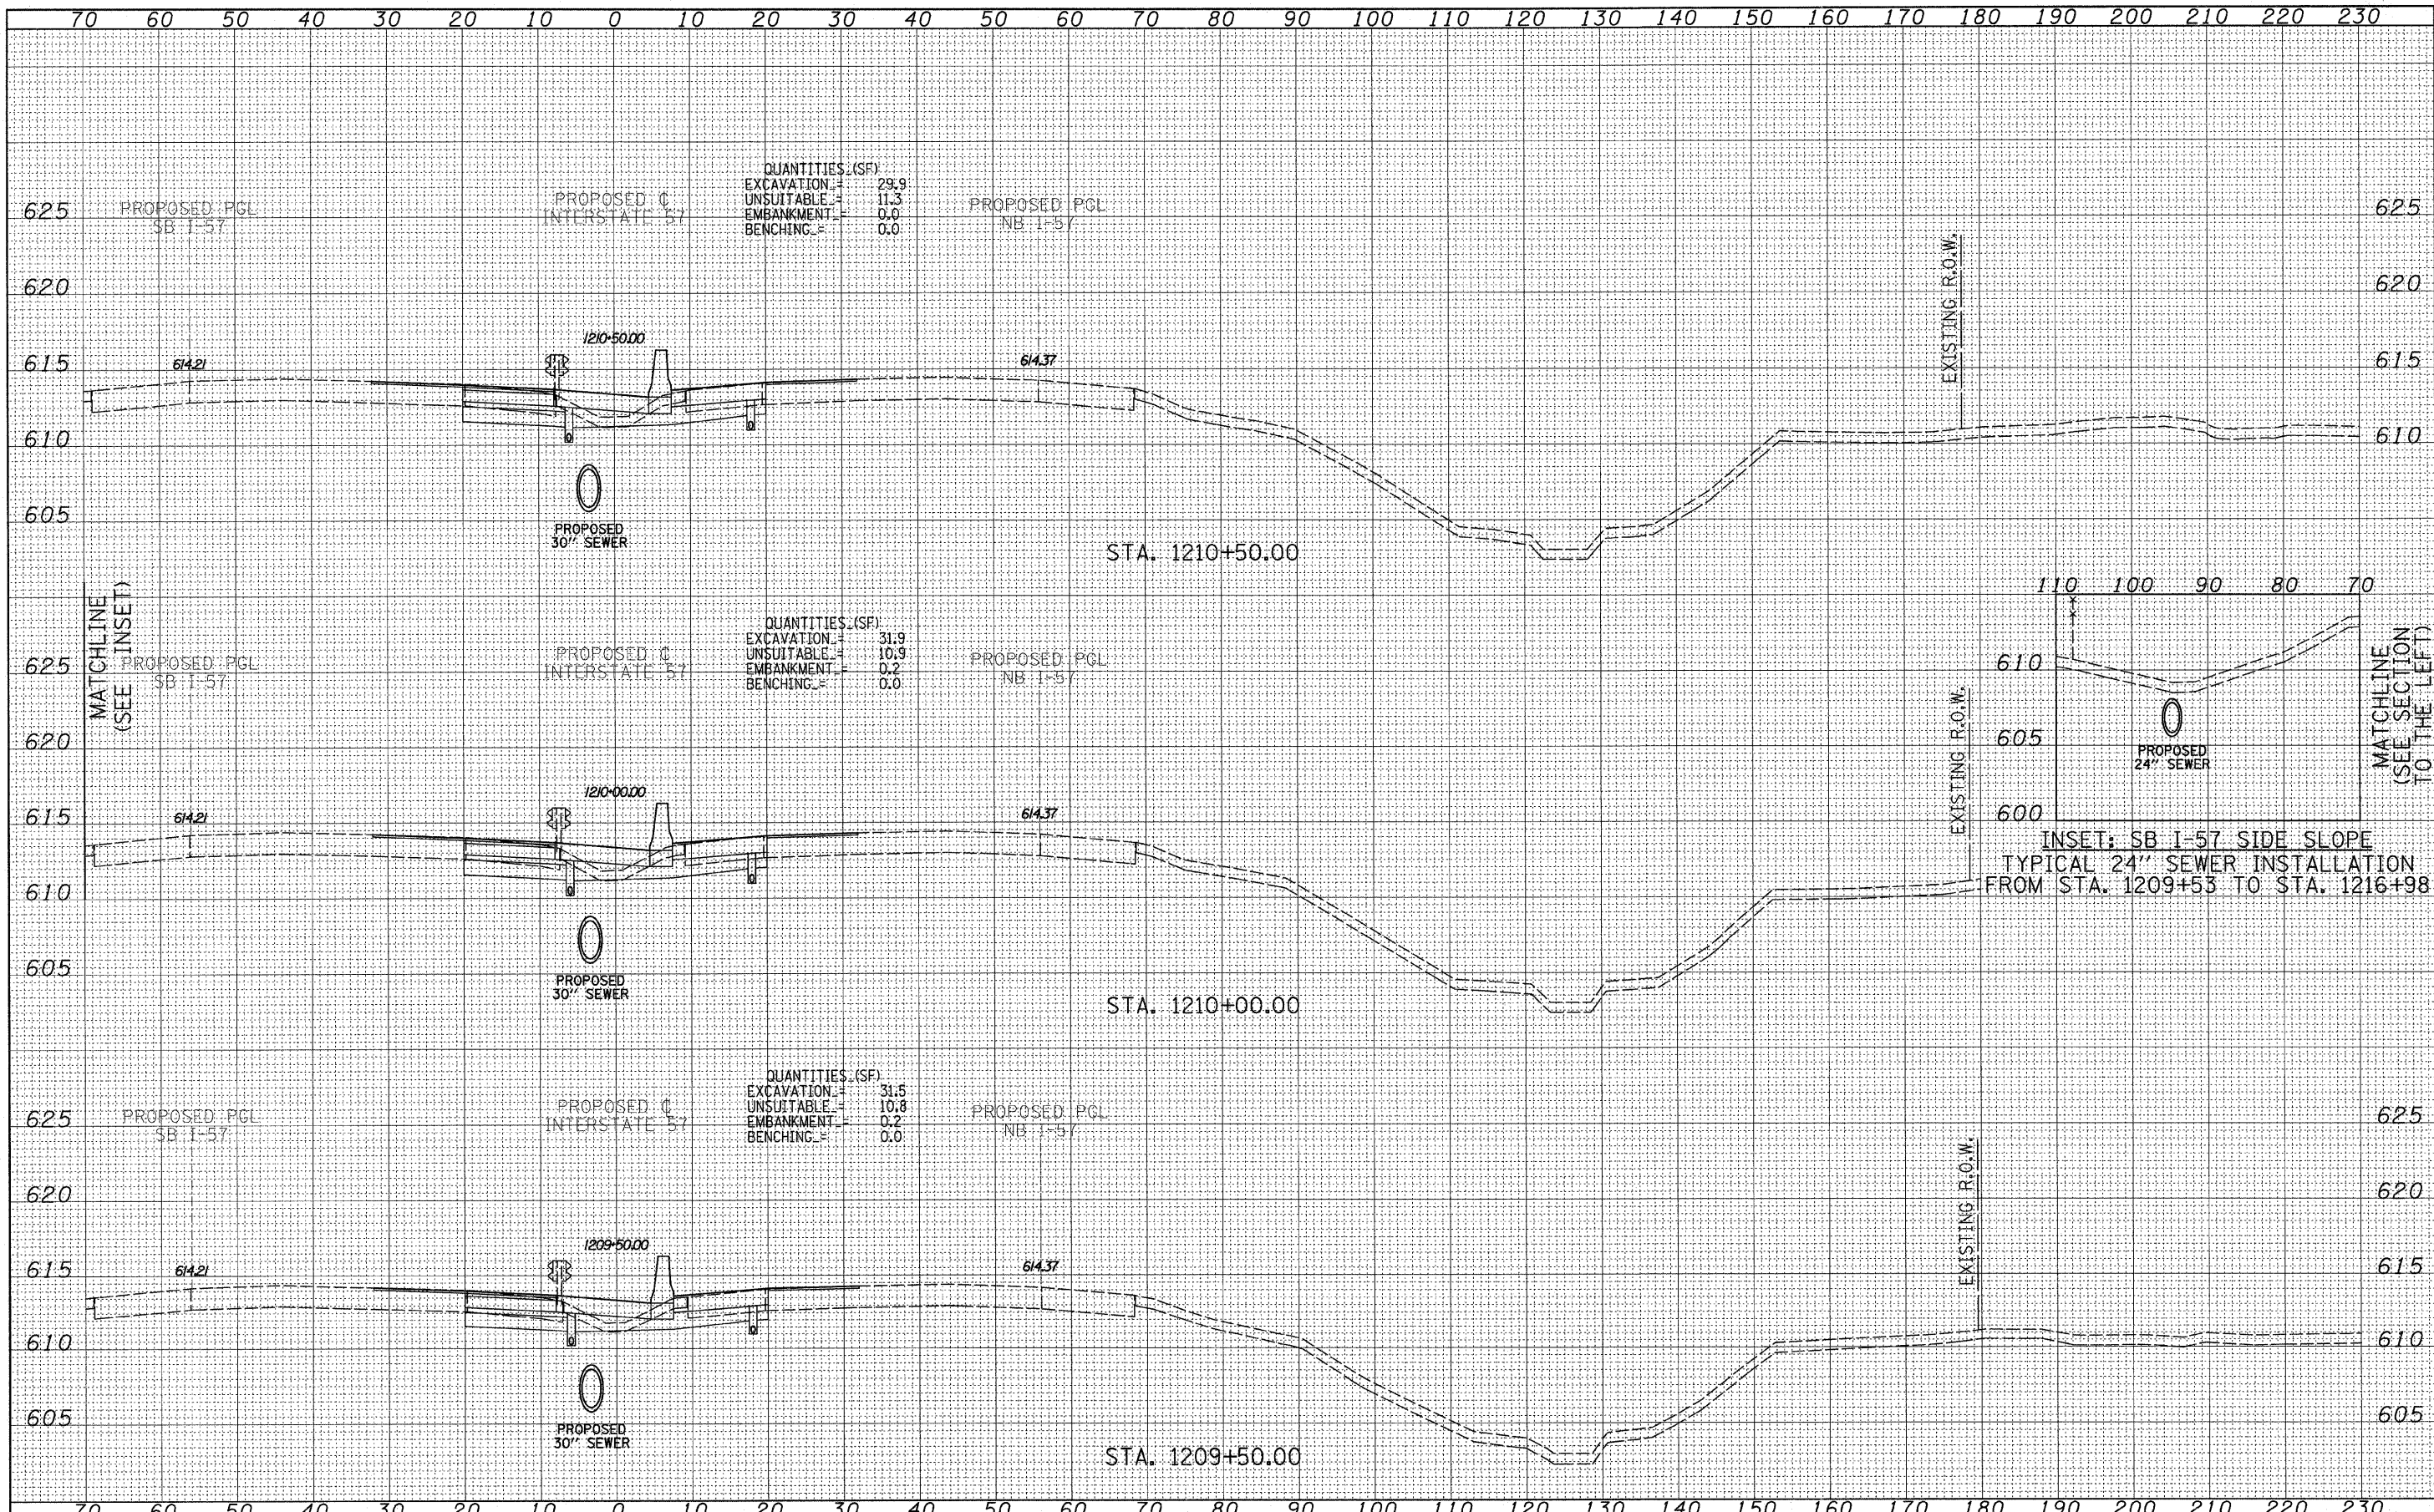 70 60 50 40 30 20 10 0 10 20 30 40 50 60 70 80 90 100 110 120 130 140 150 160 170 180 190 200 210 220 230
QUANTITIES (SF)
EXCAVATION = 29.9
UNSUITABLE = 11.3
EMBANKMENT = 0.0
BENCHING = 0.0
PROPOSED PGL
SB I-57
PROPOSED ℄
INTERSTATE 57
PROPOSED PGL
NB I-57
EXISTING R.O.W.
625 625
620 620
615 615
610 610
605
1210+50.00
614.21
614.37
PROPOSED
30" SEWER
STA. 1210+50.00
MATCHLINE
(SEE INSET)
QUANTITIES (SF)
EXCAVATION = 31.9
UNSUITABLE = 10.9
EMBANKMENT = 0.2
BENCHING = 0.0
PROPOSED PGL
SB I-57
PROPOSED ℄
INTERSTATE 57
PROPOSED PGL
NB I-57
EXISTING R.O.W.
625
620
615
610
605
1210+00.00
614.21
614.37
PROPOSED
30" SEWER
STA. 1210+00.00
110 100 90 80 70
610
605
600
PROPOSED
24" SEWER
MATCHLINE
(SEE SECTION
TO THE LEFT)
INSET: SB I-57 SIDE SLOPE
TYPICAL 24" SEWER INSTALLATION
FROM STA. 1209+53 TO STA. 1216+98
QUANTITIES (SF)
EXCAVATION = 31.5
UNSUITABLE = 10.8
EMBANKMENT = 0.2
BENCHING = 0.0
PROPOSED PGL
SB I-57
PROPOSED ℄
INTERSTATE 57
PROPOSED PGL
NB I-57
EXISTING R.O.W.
625 625
620 620
615 615
610 610
605 605
1209+50.00
614.21
614.37
PROPOSED
30" SEWER
STA. 1209+50.00
70 60 50 40 30 20 10 0 10 20 30 40 50 60 70 80 90 100 110 120 130 140 150 160 170 180 190 200 210 220 230